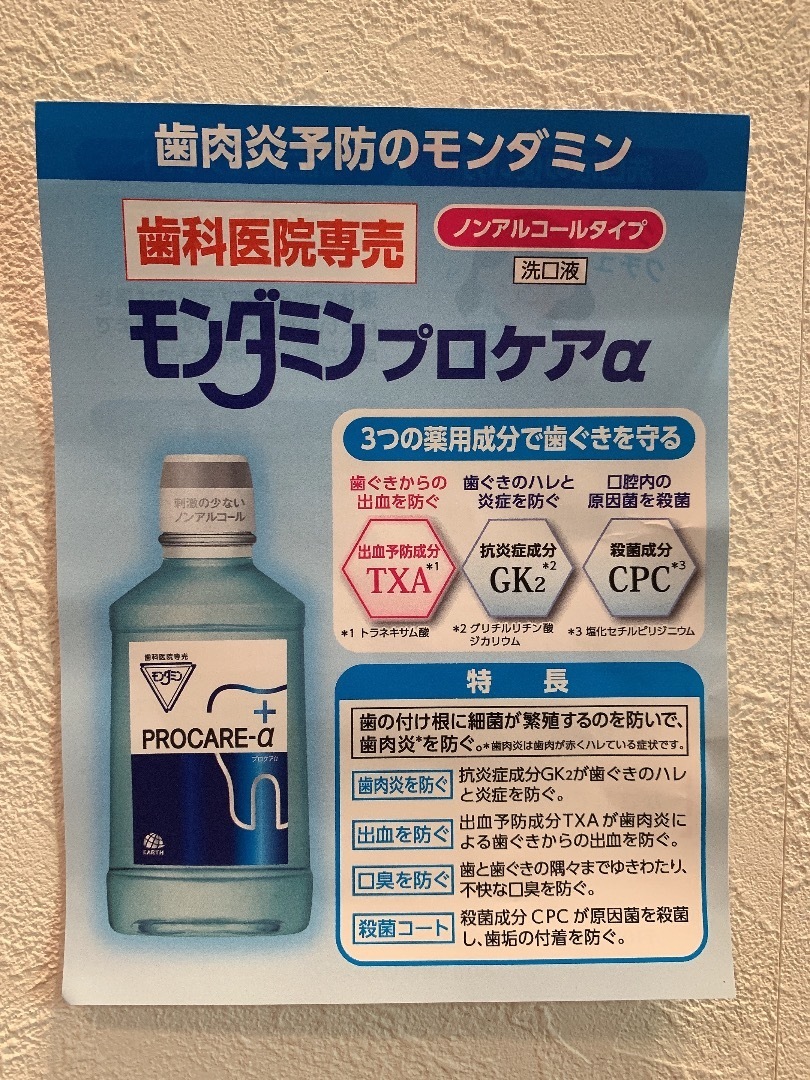 歯肉炎予防のモンダミン
歯科医院専売
ノンアルコールタイプ
洗口液
モンダミンプロケアα
3つの薬用成分で歯ぐきを守る
歯ぐきからの
出血を防ぐ
出血予防成分
TXA*1
*1 トラネキサム酸
歯ぐきのハレと
炎症を防ぐ
抗炎症成分
GK2*2
*2 グリチルリチン酸
ジカリウム
口腔内の
原因菌を殺菌
殺菌成分
CPC*3
*3 塩化セチルピリジニウム
刺激の少ない
ノンアルコール
歯科医院専売
モンダミン
PROCARE-α
プロケアα
EARTH
特 長
歯の付け根に細菌が繁殖するのを防いで、
歯肉炎*を防ぐ。*歯肉炎は歯肉が赤くハレている症状です。
歯肉炎を防ぐ
抗炎症成分GK2が歯ぐきのハレ
と炎症を防ぐ。
出血を防ぐ
出血予防成分TXAが歯肉炎に
よる歯ぐきからの出血を防ぐ。
口臭を防ぐ
歯と歯ぐきの隅々までゆきわたり、
不快な口臭を防ぐ。
殺菌コート
殺菌成分CPCが原因菌を殺菌
し、歯垢の付着を防ぐ。